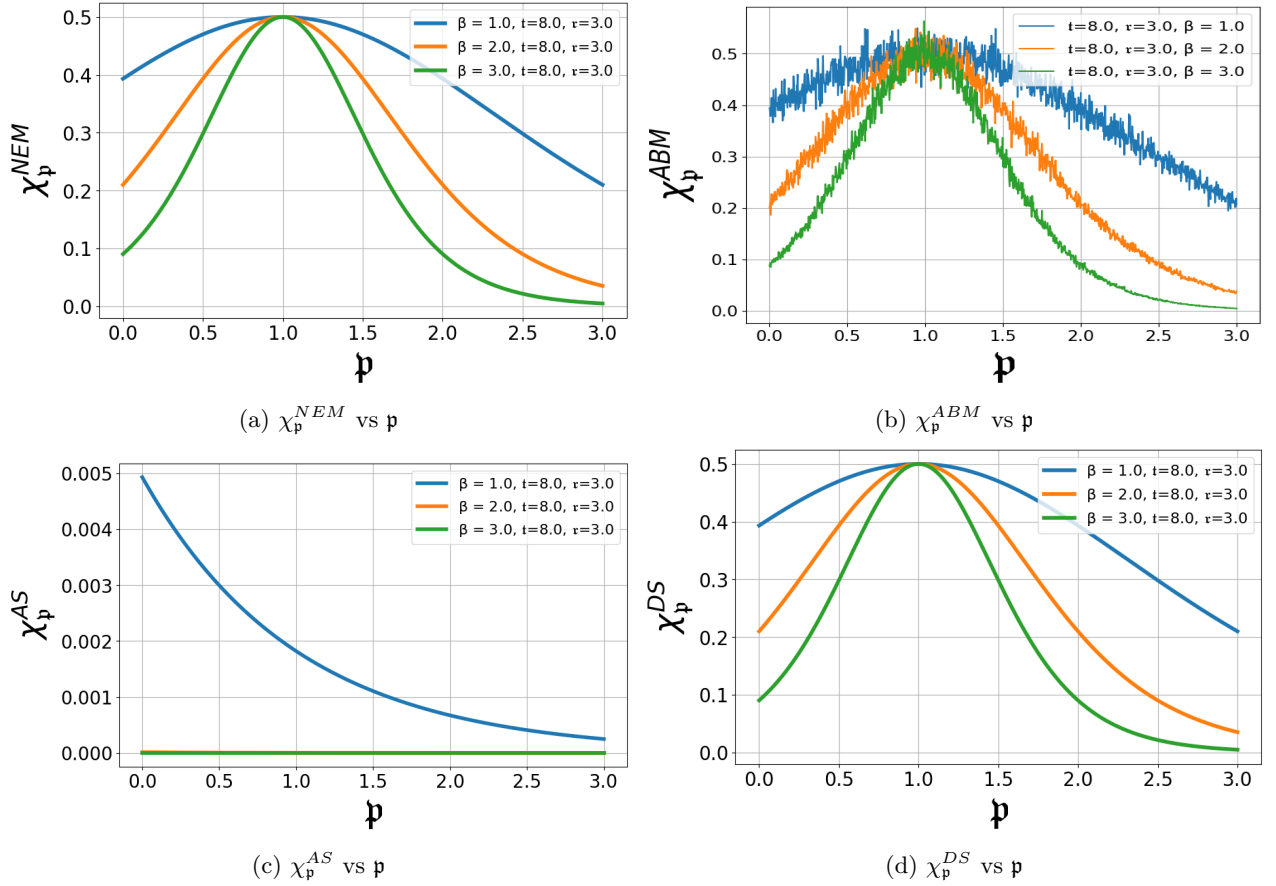 0.5
0.4
0.3
0.2
0.1
0.0
χ𝔭^NEM
β = 1.0, t=8.0, 𝔯=3.0
β = 2.0, t=8.0, 𝔯=3.0
β = 3.0, t=8.0, 𝔯=3.0
0.0 0.5 1.0 1.5 2.0 2.5 3.0
𝔭
(a) χ𝔭^NEM vs 𝔭
0.5
0.4
0.3
0.2
0.1
0.0
χ𝔭^ABM
𝔱=8.0, 𝔯=3.0, β = 1.0
𝔱=8.0, 𝔯=3.0, β = 2.0
𝔱=8.0, 𝔯=3.0, β = 3.0
0.0 0.5 1.0 1.5 2.0 2.5 3.0
𝔭
(b) χ𝔭^ABM vs 𝔭
0.005
0.004
0.003
0.002
0.001
0.000
χ𝔭^AS
β = 1.0, 𝔱=8.0, 𝔯=3.0
β = 2.0, 𝔱=8.0, 𝔯=3.0
β = 3.0, 𝔱=8.0, 𝔯=3.0
0.0 0.5 1.0 1.5 2.0 2.5 3.0
𝔭
(c) χ𝔭^AS vs 𝔭
0.5
0.4
0.3
0.2
0.1
0.0
χ𝔭^DS
β = 1.0, 𝔱=8.0, 𝔯=3.0
β = 2.0, 𝔱=8.0, 𝔯=3.0
β = 3.0, 𝔱=8.0, 𝔯=3.0
0.0 0.5 1.0 1.5 2.0 2.5 3.0
𝔭
(d) χ𝔭^DS vs 𝔭